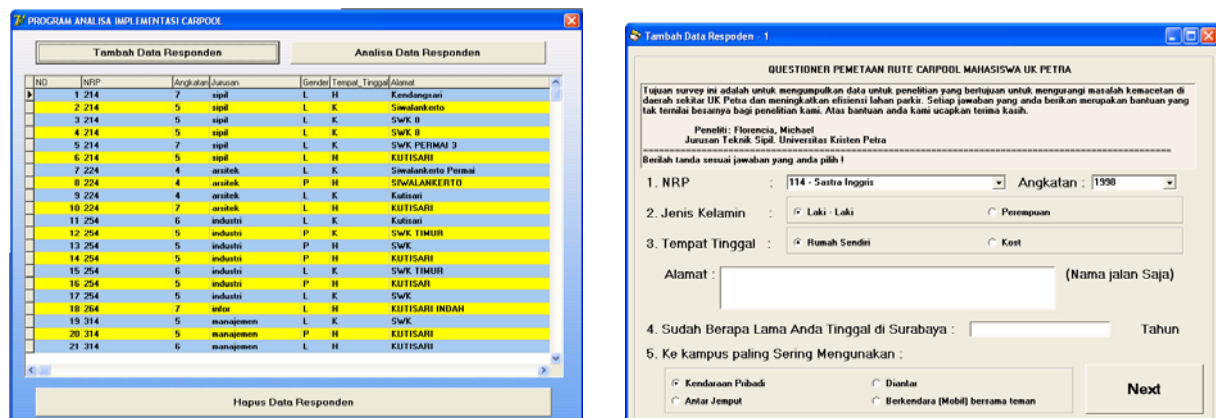 PROGRAM ANALISA IMPLEMENTASI CARPOOL
Tambah Data Responden Analisa Data Responden
NO NRP Angkatan Jurusan Gender Tempat_Tinggal Alamat
1 214 7 sipil L H Kendangsari
2 214 5 sipil L K Siwalankerto
3 214 5 sipil L K SWK 8
4 214 5 sipil L K SWK 8
5 214 7 sipil L K SWK PERMAI 3
6 214 5 sipil L H KUTISARI
7 224 4 arsitek L K Siwalankerto Permai
8 224 4 arsitek P H SIWALANKERTO
9 224 4 arsitek L K Kutisari
10 224 7 arsitek L H KUTISARI
11 254 6 industri L K Kutisari
12 254 5 industri P K SWK TIMUR
13 254 5 industri P H SWK
14 254 5 industri P H KUTISARI
15 254 6 industri L K SWK TIMUR
16 254 5 industri P H KUTISAR
17 254 5 industri L K SWK
18 264 7 infor L H KUTISARI INDAH
19 314 5 manajemen L K SWK
20 314 5 manajemen P H KUTISARI
21 314 6 manajemen L H KUTISARI
Hapus Data Responden
Tambah Data Respoden - 1
QUESTIONER PEMETAAN RUTE CARPOOL MAHASISWA UK PETRA
Tujuan survey ini adalah untuk mengumpulkan data untuk penelitian yang bertujuan untuk mengurangi masalah kemacetan di
daerah sekitar UK Petra dan meningkatkan elisiensi lahan parkir. Setiap jawaban yang anda berikan merupakan bantuan yang
tak ternilai besarnya bagi penelitian kami. Atas bantuan anda kami ucapkan terima kasih.
Peneliti: Florencia, Michael
Jurusan Teknik Sipil. Universitas Kristen Petra
Berilah tanda sesuai jawaban yang anda pilih !
1. NRP : 114 - Sastra Inggris Angkatan : 1998
2. Jenis Kelamin : Laki - Laki Perempuan
3. Tempat Tinggal : Rumah Sendiri Kost
Alamat : (Nama jalan Saja)
4. Sudah Berapa Lama Anda Tinggal di Surabaya : Tahun
5. Ke kampus paling Sering Mengunakan :
Kendaraan Pribadi Diantar
Antar Jemput Berkendara (Mobil) bersama teman
Next